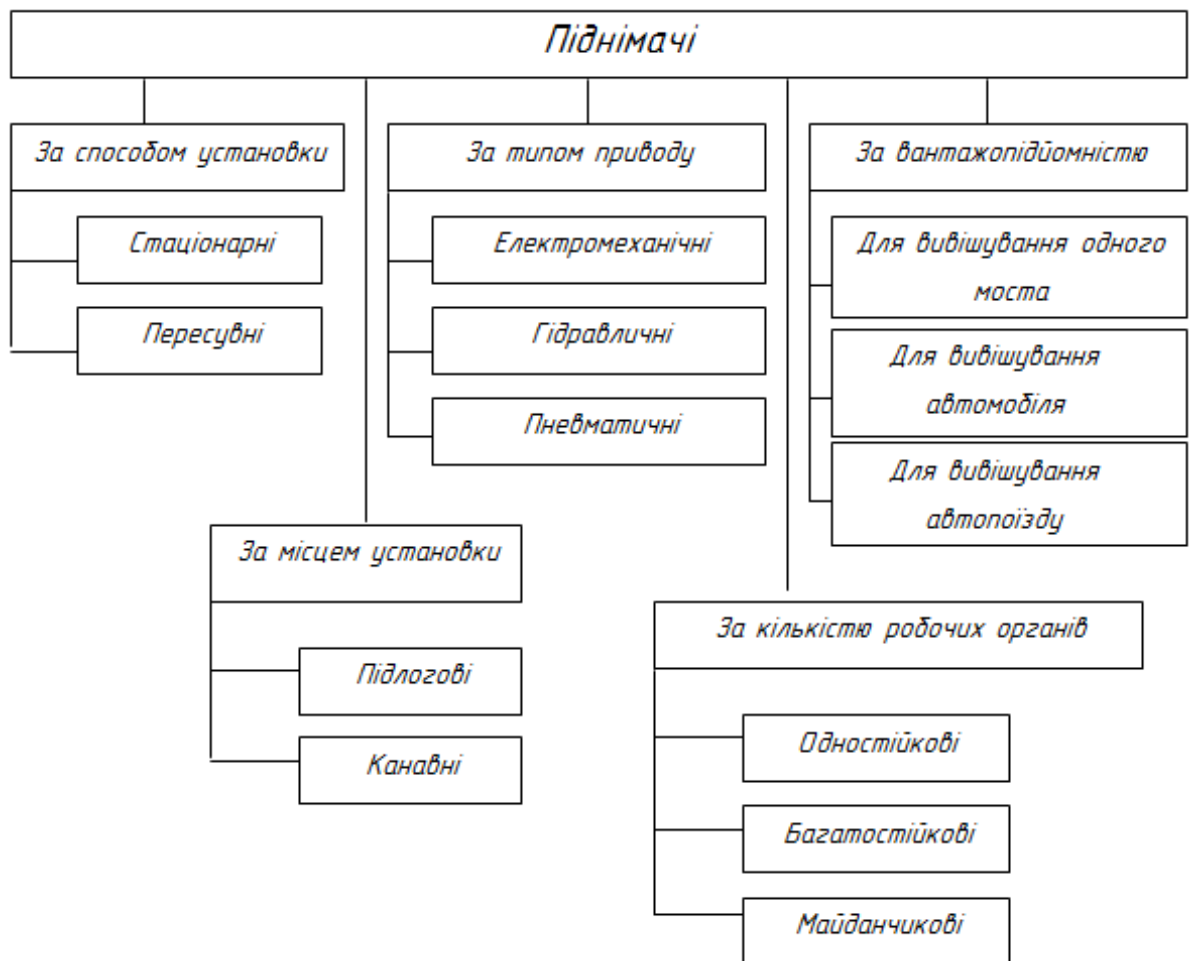 Піднімачі
За способом установки
Стаціонарні
Пересувні
За типом приводу
Електромеханічні
Гідравличні
Пневматичні
За вантажопідйомністю
Для вивішування одного
моста
Для вивішування
автомобіля
Для вивішування
автопоїзду
За місцем установки
Підлогові
Канавні
За кількістю робочих органів
Одностійкові
Багатостійкові
Майданчикові